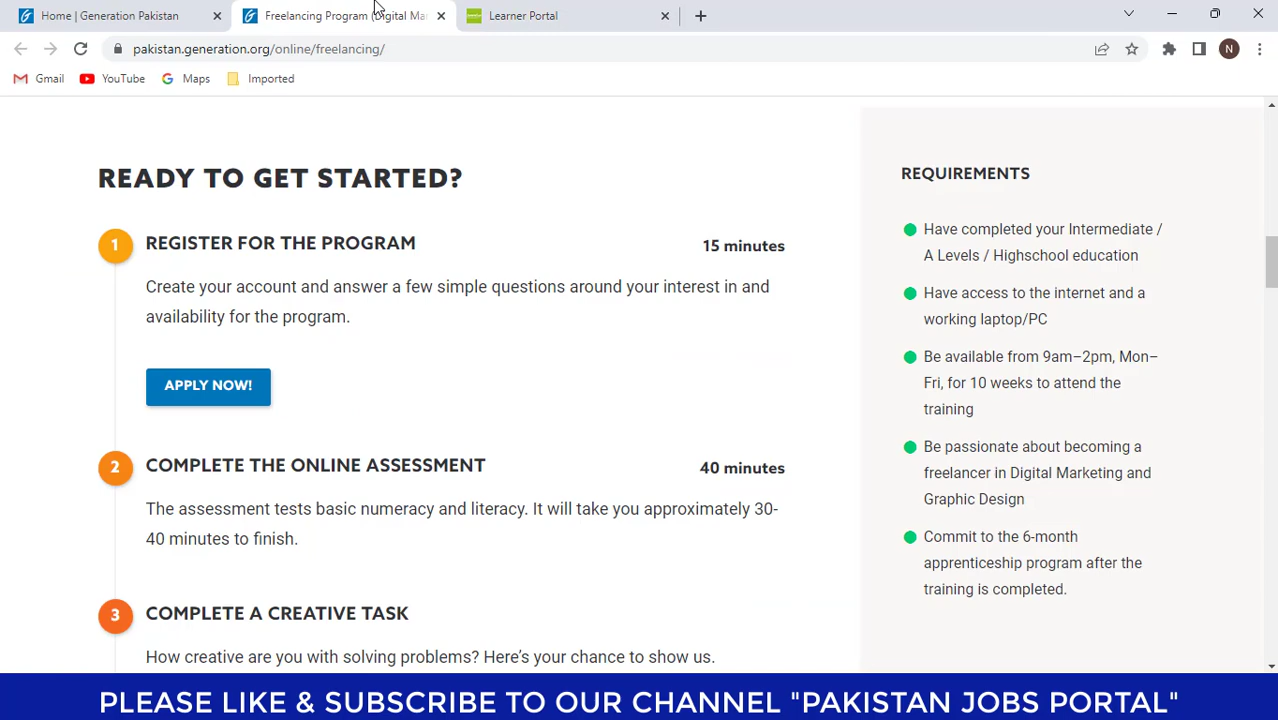 Home | Generation Pakistan
Freelancing Program (Digital Ma
Learner Portal
pakistan.generation.org/online/freelancing/
N
Gmail
YouTube
Maps
Imported
READY TO GET STARTED?
1
REGISTER FOR THE PROGRAM
15 minutes
Create your account and answer a few simple questions around your interest in and
availability for the program.
APPLY NOW!
2
COMPLETE THE ONLINE ASSESSMENT
40 minutes
The assessment tests basic numeracy and literacy. It will take you approximately 30-
40 minutes to finish.
3
COMPLETE A CREATIVE TASK
How creative are you with solving problems? Here’s your chance to show us.
REQUIREMENTS
Have completed your Intermediate /
A Levels / Highschool education
Have access to the internet and a
working laptop/PC
Be available from 9am–2pm, Mon–
Fri, for 10 weeks to attend the
training
Be passionate about becoming a
freelancer in Digital Marketing and
Graphic Design
Commit to the 6-month
apprenticeship program after the
training is completed.
PLEASE LIKE & SUBSCRIBE TO OUR CHANNEL "PAKISTAN JOBS PORTAL"